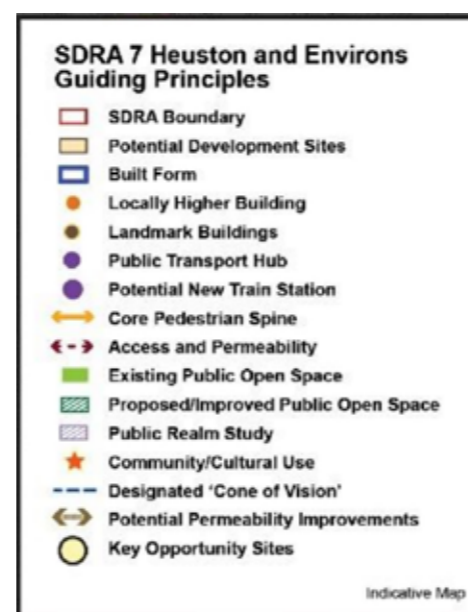 SDRA 7 Heuston and Environs
Guiding Principles
SDRA Boundary
Potential Development Sites
Built Form
Locally Higher Building
Landmark Buildings
Public Transport Hub
Potential New Train Station
Core Pedestrian Spine
Access and Permeability
Existing Public Open Space
Proposed/Improved Public Open Space
Public Realm Study
Community/Cultural Use
Designated 'Cone of Vision'
Potential Permeability Improvements
Key Opportunity Sites
Indicative Map